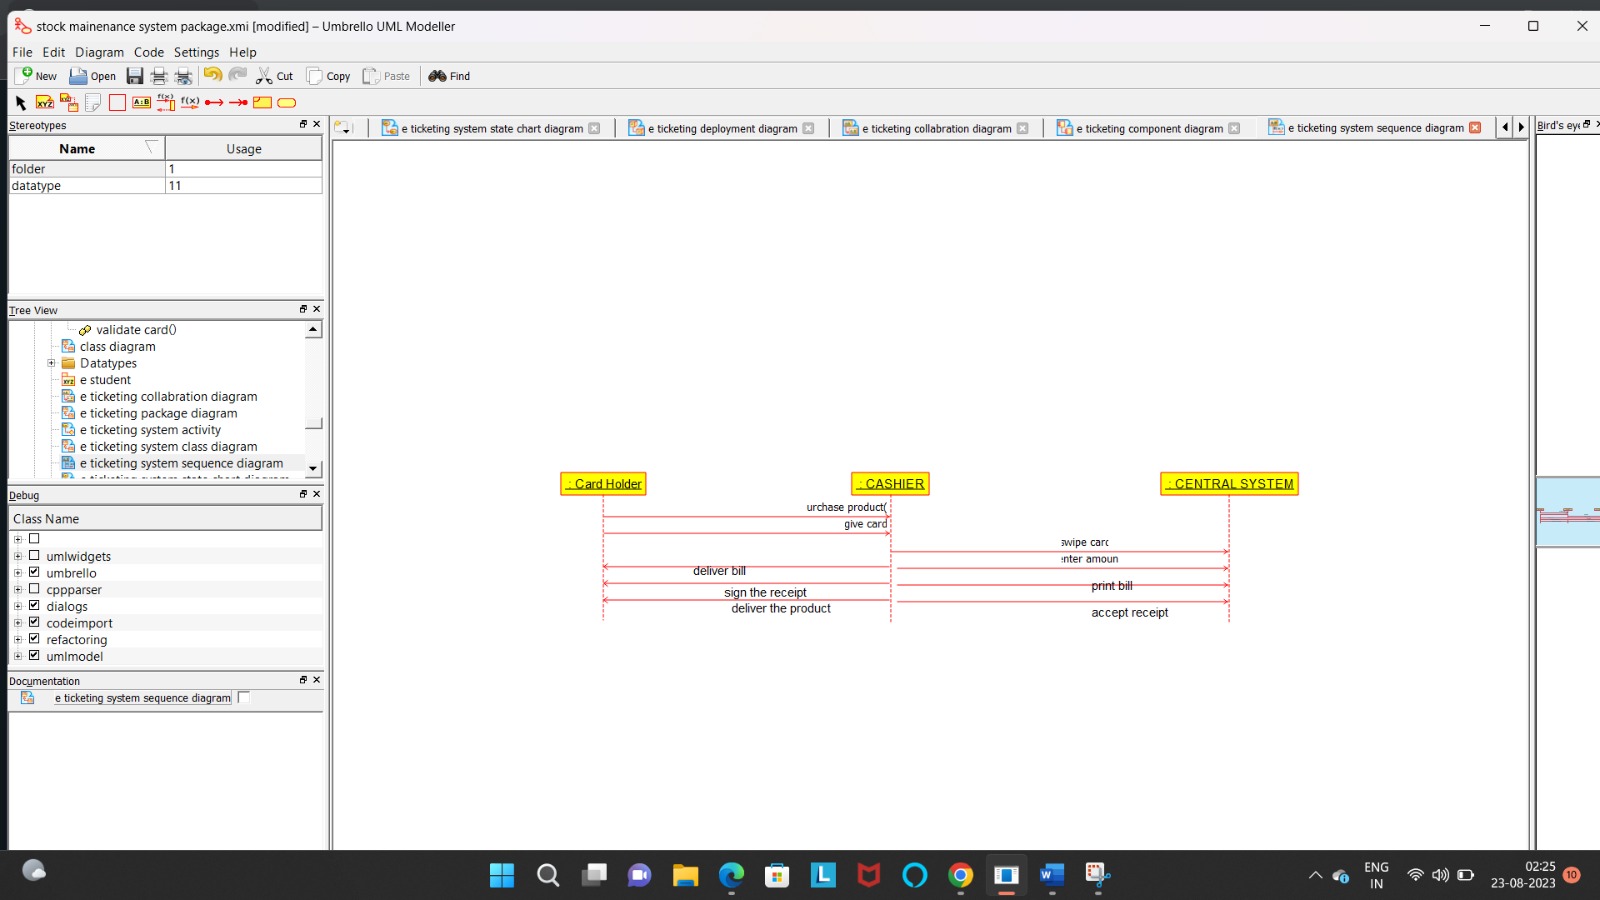 stock mainenance system package.xmi [modified] – Umbrello UML Modeller
File Edit Diagram Code Settings Help
New Open Cut Copy Paste Find
Stereotypes
Name Usage
folder 1
datatype 11
Tree View
validate card()
class diagram
Datatypes
e student
e ticketing collabration diagram
e ticketing package diagram
e ticketing system activity
e ticketing system class diagram
e ticketing system sequence diagram
Debug
Class Name
umlwidgets
umbrello
cppparser
dialogs
codeimport
refactoring
umlmodel
Documentation
e ticketing system sequence diagram
e ticketing system state chart diagram
e ticketing deployment diagram
e ticketing collabration diagram
e ticketing component diagram
e ticketing system sequence diagram
Bird's eye
: Card Holder
: CASHIER
: CENTRAL SYSTEM
urchase product(
give card
swipe card
enter amoun
deliver bill
print bill
sign the receipt
deliver the product
accept receipt
ENG
IN
02:25
23-08-2023
10